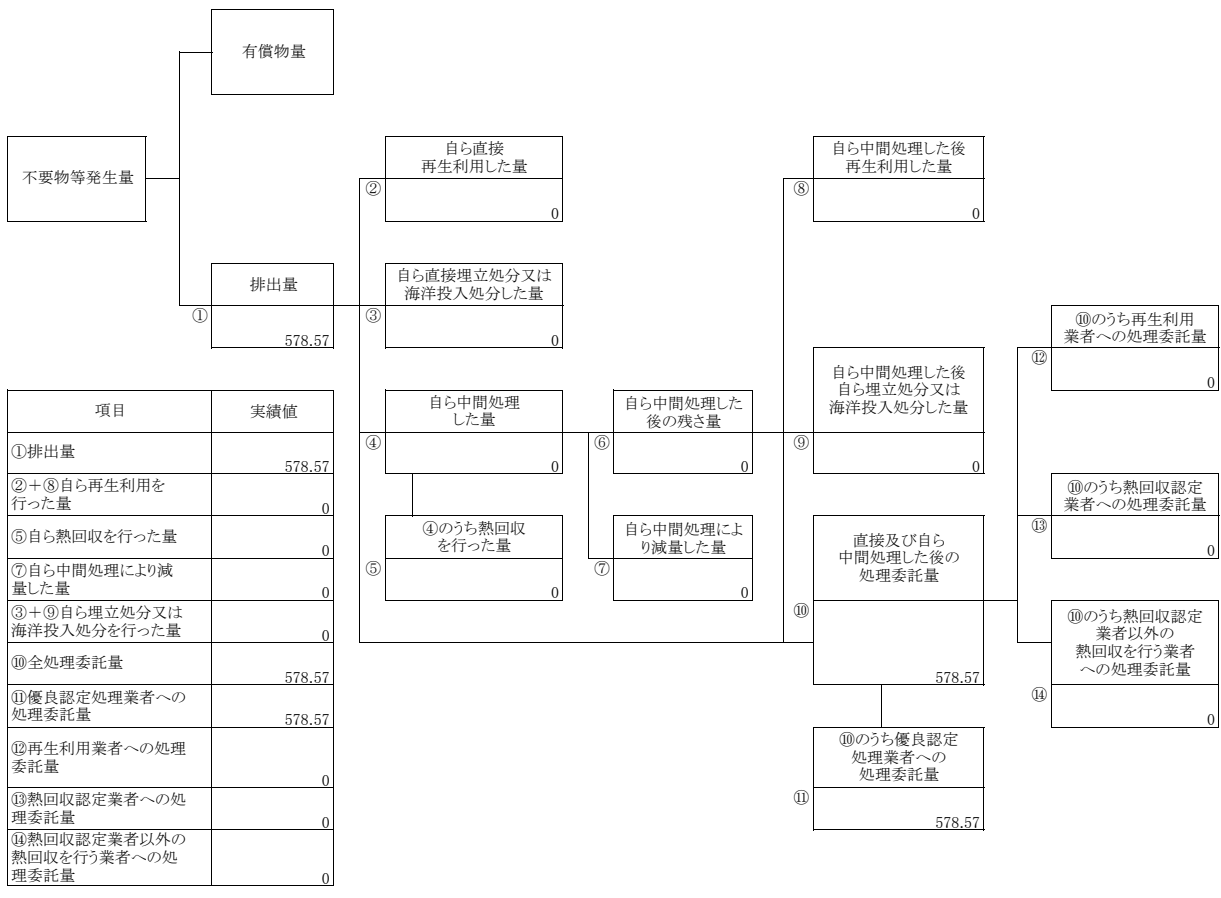 有償物量
不要物等発生量
自ら直接
再生利用した量
②
0
自ら中間処理した後
再生利用した量
⑧
0
排出量
①
578.57
自ら直接埋立処分又は
海洋投入処分した量
③
0
⑩のうち再生利用
業者への処理委託量
⑫
0
自ら中間処理
した量
④
0
自ら中間処理した
後の残さ量
⑥
0
自ら中間処理した後
自ら埋立処分又は
海洋投入処分した量
⑨
0
⑩のうち熱回収認定
業者への処理委託量
⑬
0
④のうち熱回収
を行った量
⑤
0
自ら中間処理によ
り減量した量
⑦
0
直接及び自ら
中間処理した後の
処理委託量
⑩
578.57
⑩のうち熱回収認定
業者以外の
熱回収を行う業者
への処理委託量
⑭
0
⑩のうち優良認定
処理業者への
処理委託量
⑪
578.57
項目 実績値
①排出量
578.57
②＋⑧自ら再生利用を
行った量
0
⑤自ら熱回収を行った量
0
⑦自ら中間処理により減
量した量
0
③＋⑨自ら埋立処分又は
海洋投入処分を行った量
0
⑩全処理委託量
578.57
⑪優良認定処理業者への
処理委託量
578.57
⑫再生利用業者への処理
委託量
0
⑬熱回収認定業者への処
理委託量
0
⑭熱回収認定業者以外の
熱回収を行う業者への処
理委託量
0